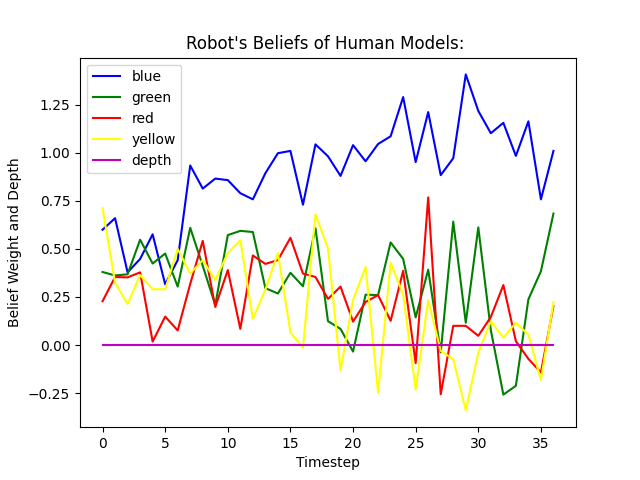 Robot's Beliefs of Human Models:
blue
green
red
yellow
depth
Belief Weight and Depth
1.25
1.00
0.75
0.50
0.25
0.00
−0.25
0 5 10 15 20 25 30 35
Timestep